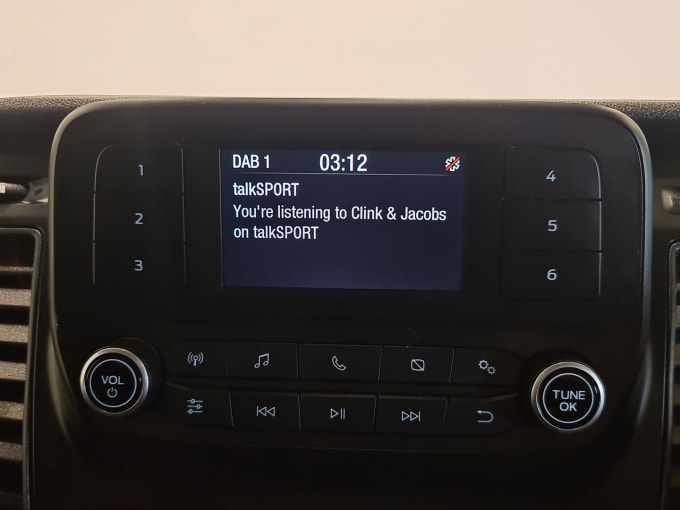 DAB 1 03:12
talkSPORT
You're listening to Clink & Jacobs
on talkSPORT
1
2
3
4
5
6
VOL
TUNE
OK